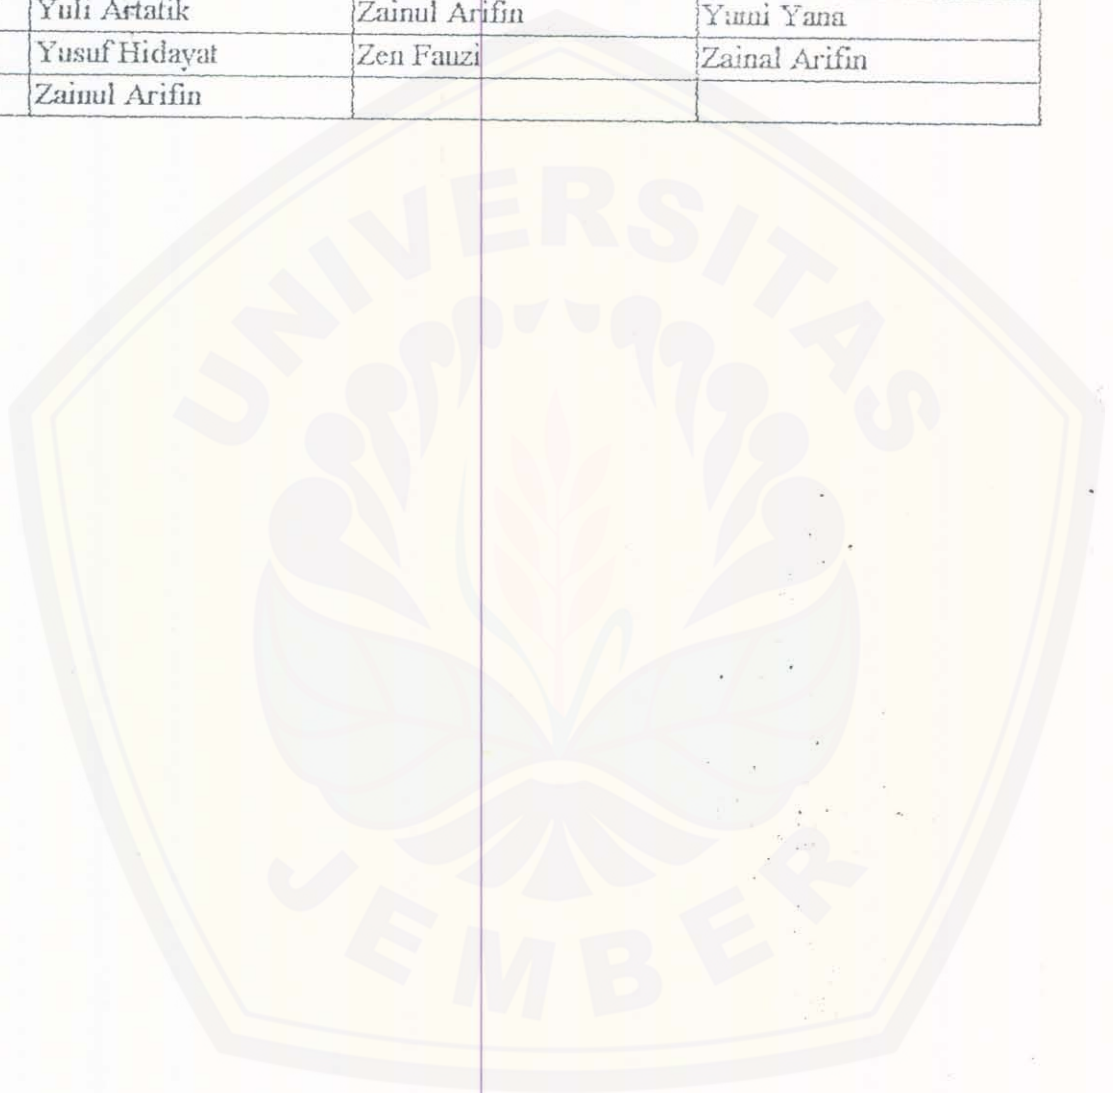 Yuli Artatik Zainul Arifin Yumi Yana
Yusuf Hidayat Zen Fauzi Zainal Arifin
Zainul Arifin
UNIVERSITAS
JEMBER